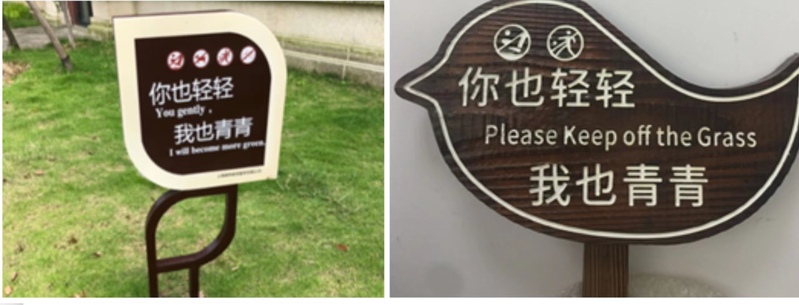 你也轻轻
You gently ,
我也青青
I will become more green.
你也轻轻
Please Keep off the Grass
我也青青